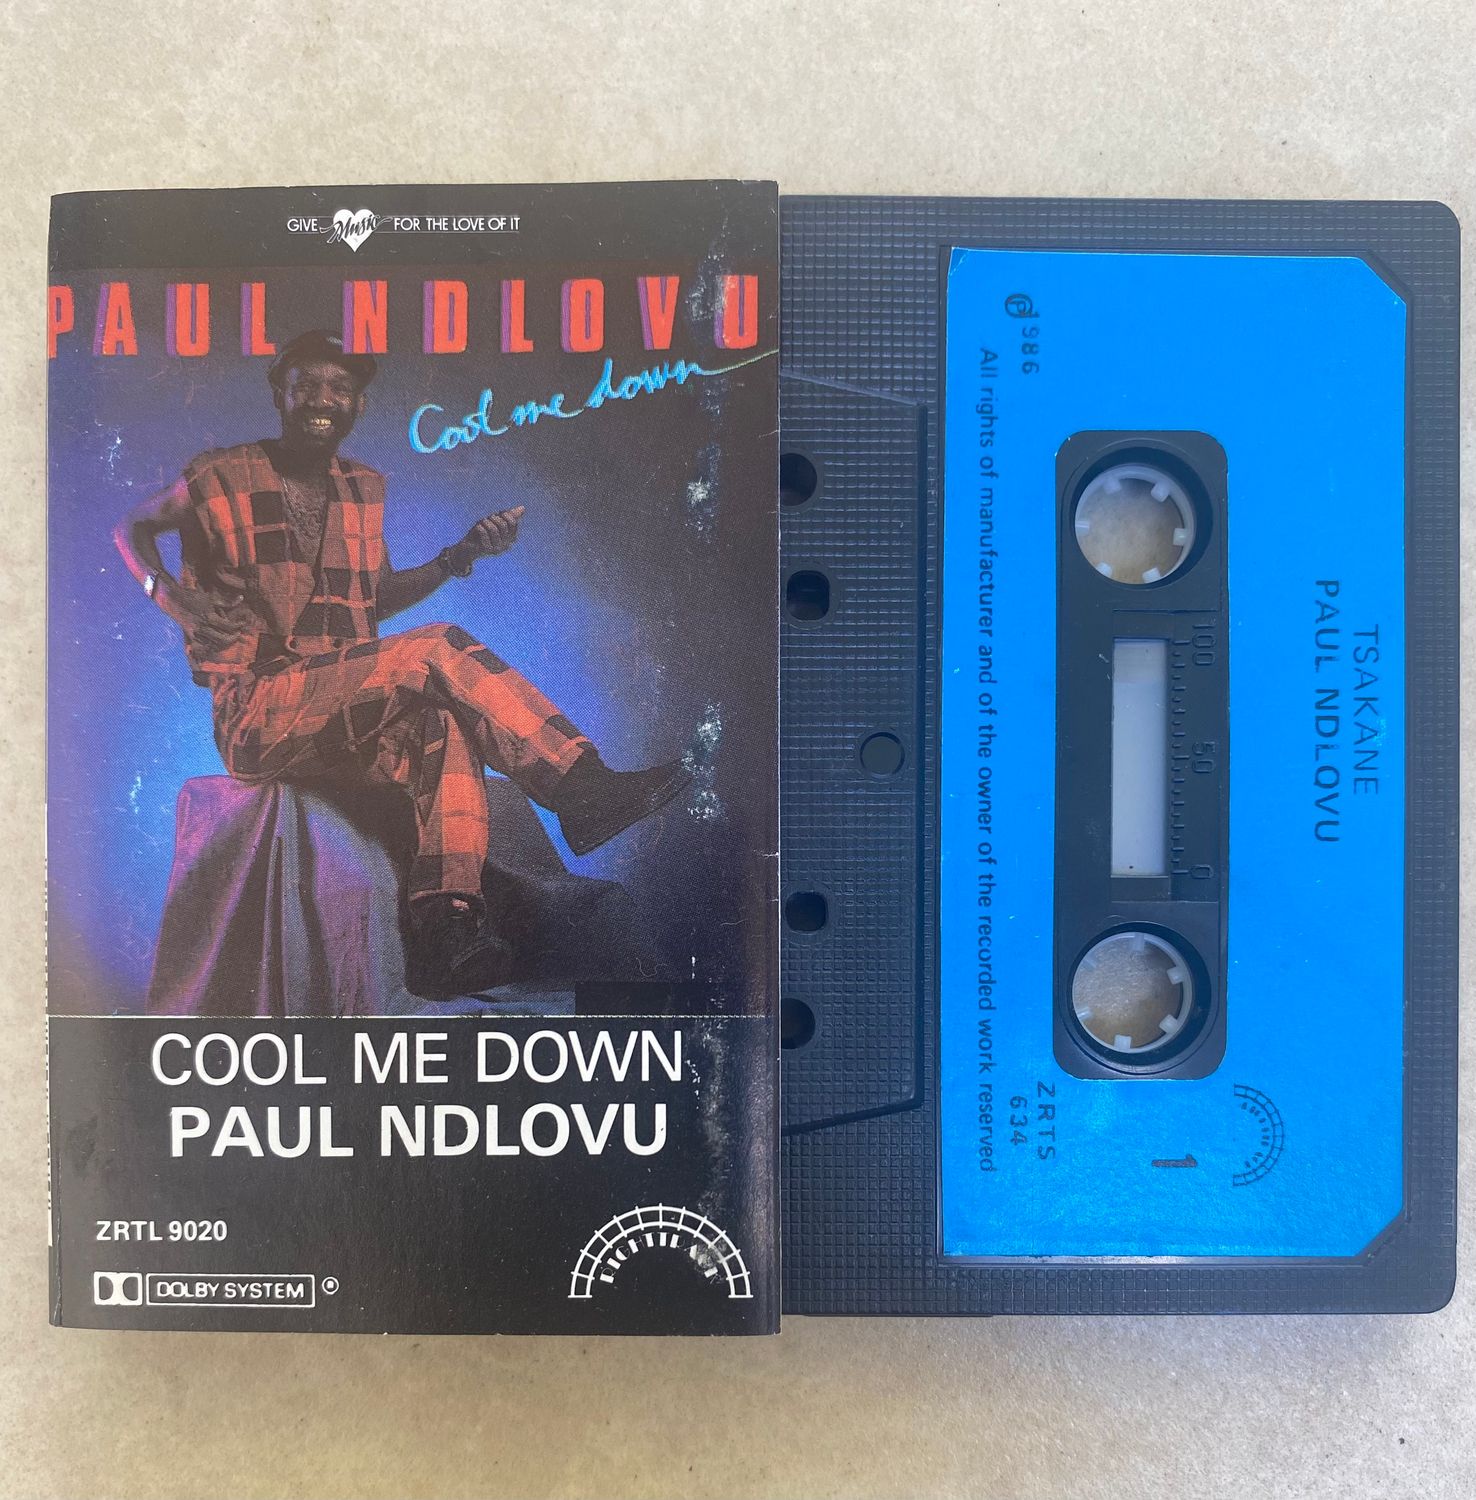 GIVE Music FOR THE LOVE OF IT
PAUL NDLOVU
Cool me down
COOL ME DOWN
PAUL NDLOVU
ZRTL 9020
DOLBY SYSTEM ®
RIGHTTRACK
TSAKANE
PAUL NDLOVU
100 50 0
1
ZRTS
634
℗1986
All rights of manufacturer and of the owner of the recorded work reserved